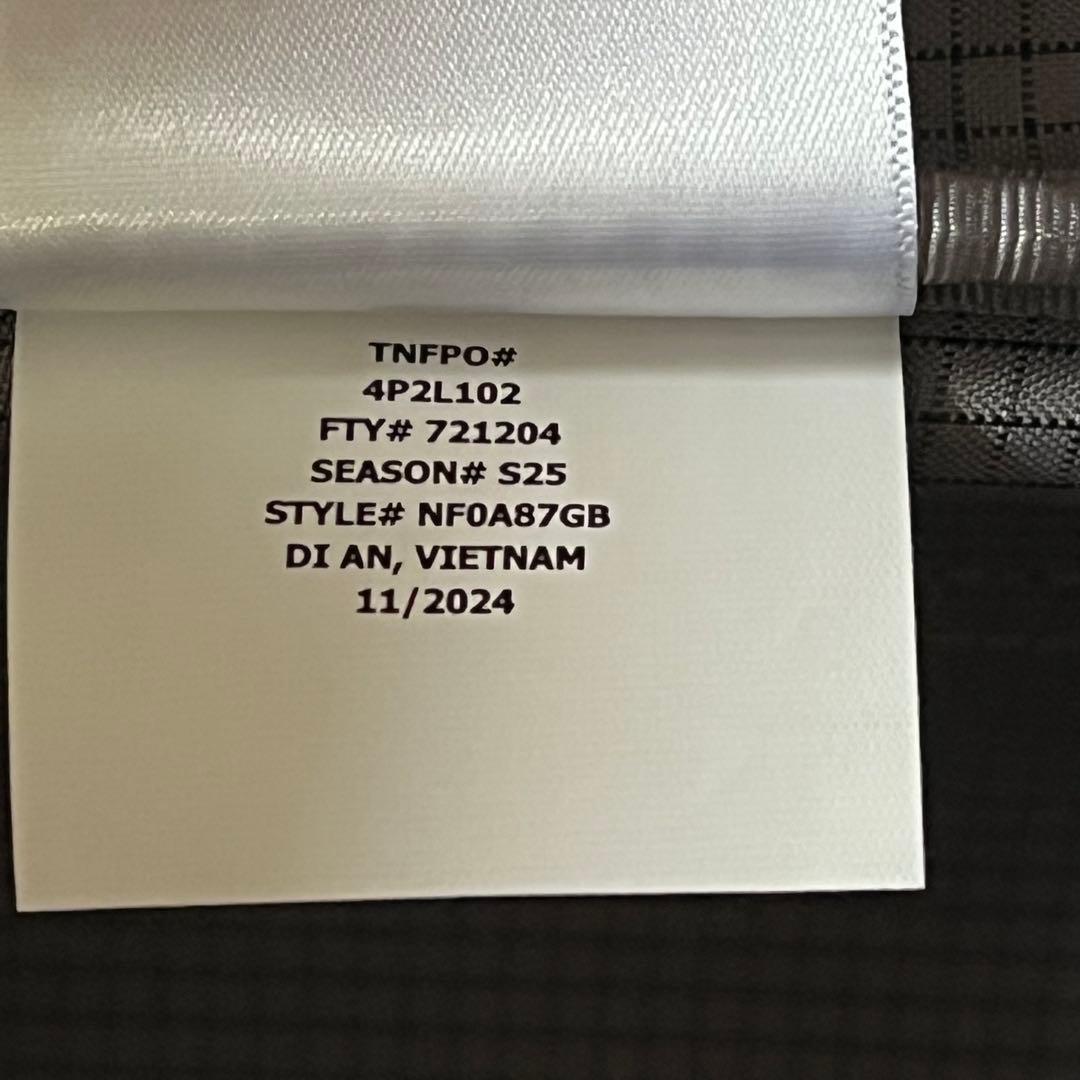 TNFPO#
4P2L102
FTY# 721204
SEASON# S25
STYLE# NF0A87GB
DI AN, VIETNAM
11/2024